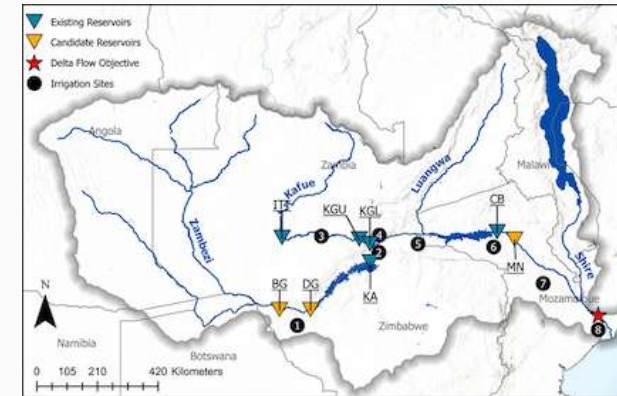 Existing Reservoirs
Candidate Reservoirs
Delta Flow Objective
Irrigation Sites
Angola
Zambia
Malawi
Luangwa
Kafue
Zambezi
Shire
ITT
KGU
KGL
CB
3
4
5
6
2
MN
BG
DG
KA
7
Mozambique
1
8
N
Zimbabwe
Namibia
Botswana
0 105 210 420 Kilometers